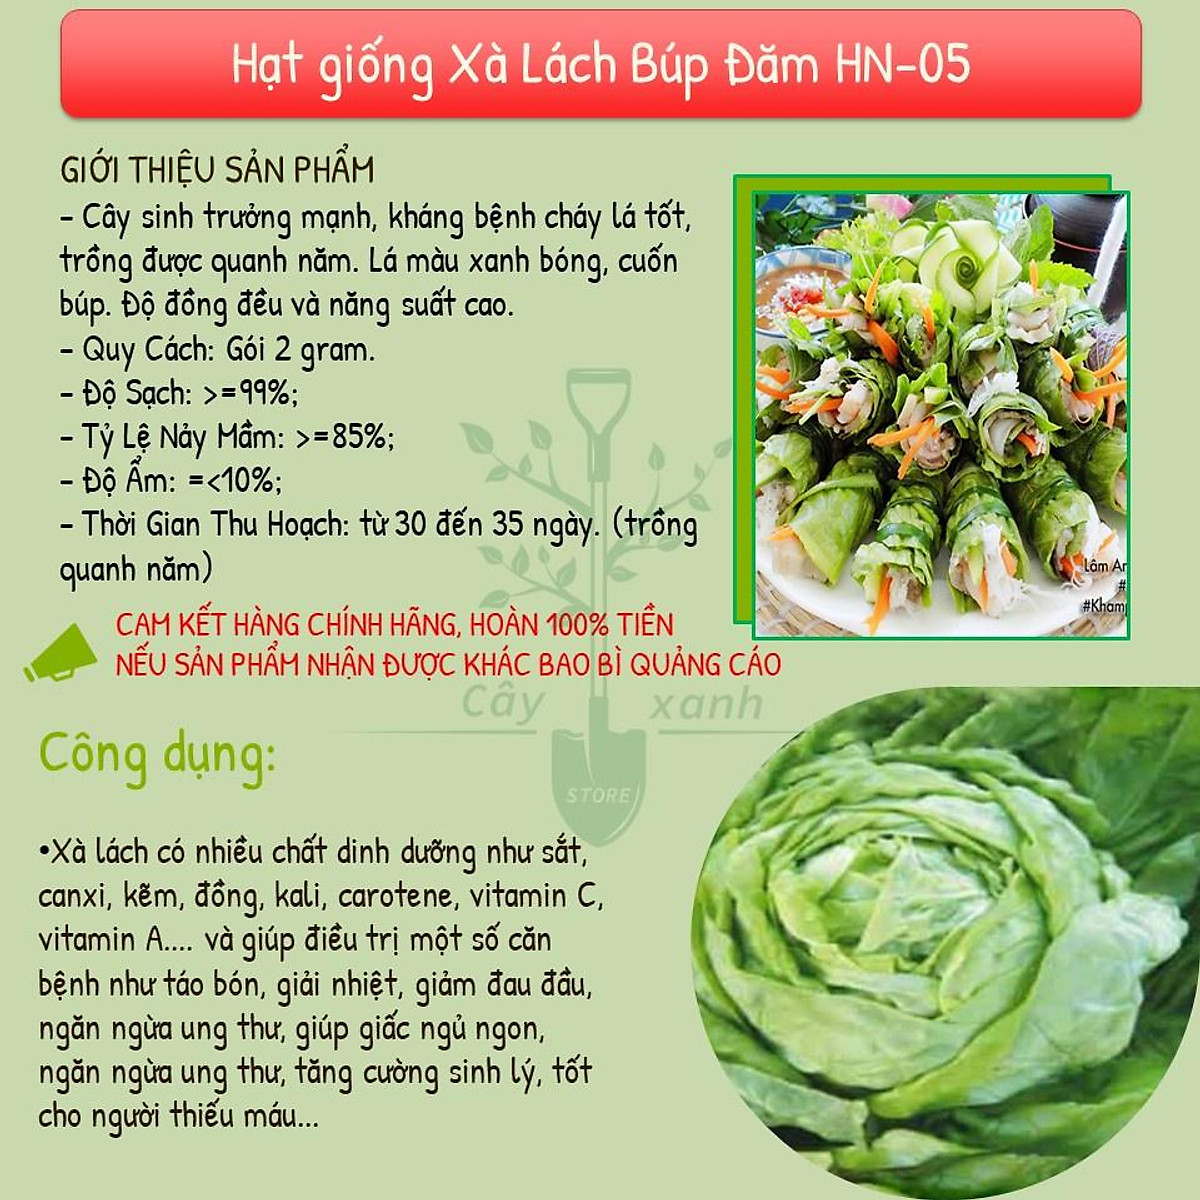 Hạt giống Xà Lách Búp Đăm HN-05
GIỚI THIỆU SẢN PHẨM
- Cây sinh trưởng mạnh, kháng bệnh cháy lá tốt,
trồng được quanh năm. Lá màu xanh bóng, cuốn
búp. Độ đồng đều và năng suất cao.
- Quy Cách: Gói 2 gram.
- Độ Sạch: >=99%;
- Tỷ Lệ Nảy Mầm: >=85%;
- Độ Ẩm: =<10%;
- Thời Gian Thu Hoạch: từ 30 đến 35 ngày. (trồng
quanh năm)
Lâm An
#
#Kham
CAM KẾT HÀNG CHÍNH HÃNG, HOÀN 100% TIỀN
NẾU SẢN PHẨM NHẬN ĐƯỢC KHÁC BAO BÌ QUẢNG CÁO
Cây xanh
STORE
Công dụng:
•Xà lách có nhiều chất dinh dưỡng như sắt,
canxi, kẽm, đồng, kali, carotene, vitamin C,
vitamin A.... và giúp điều trị một số căn
bệnh như táo bón, giải nhiệt, giảm đau đầu,
ngăn ngừa ung thư, giúp giấc ngủ ngon,
ngăn ngừa ung thư, tăng cường sinh lý, tốt
cho người thiếu máu...